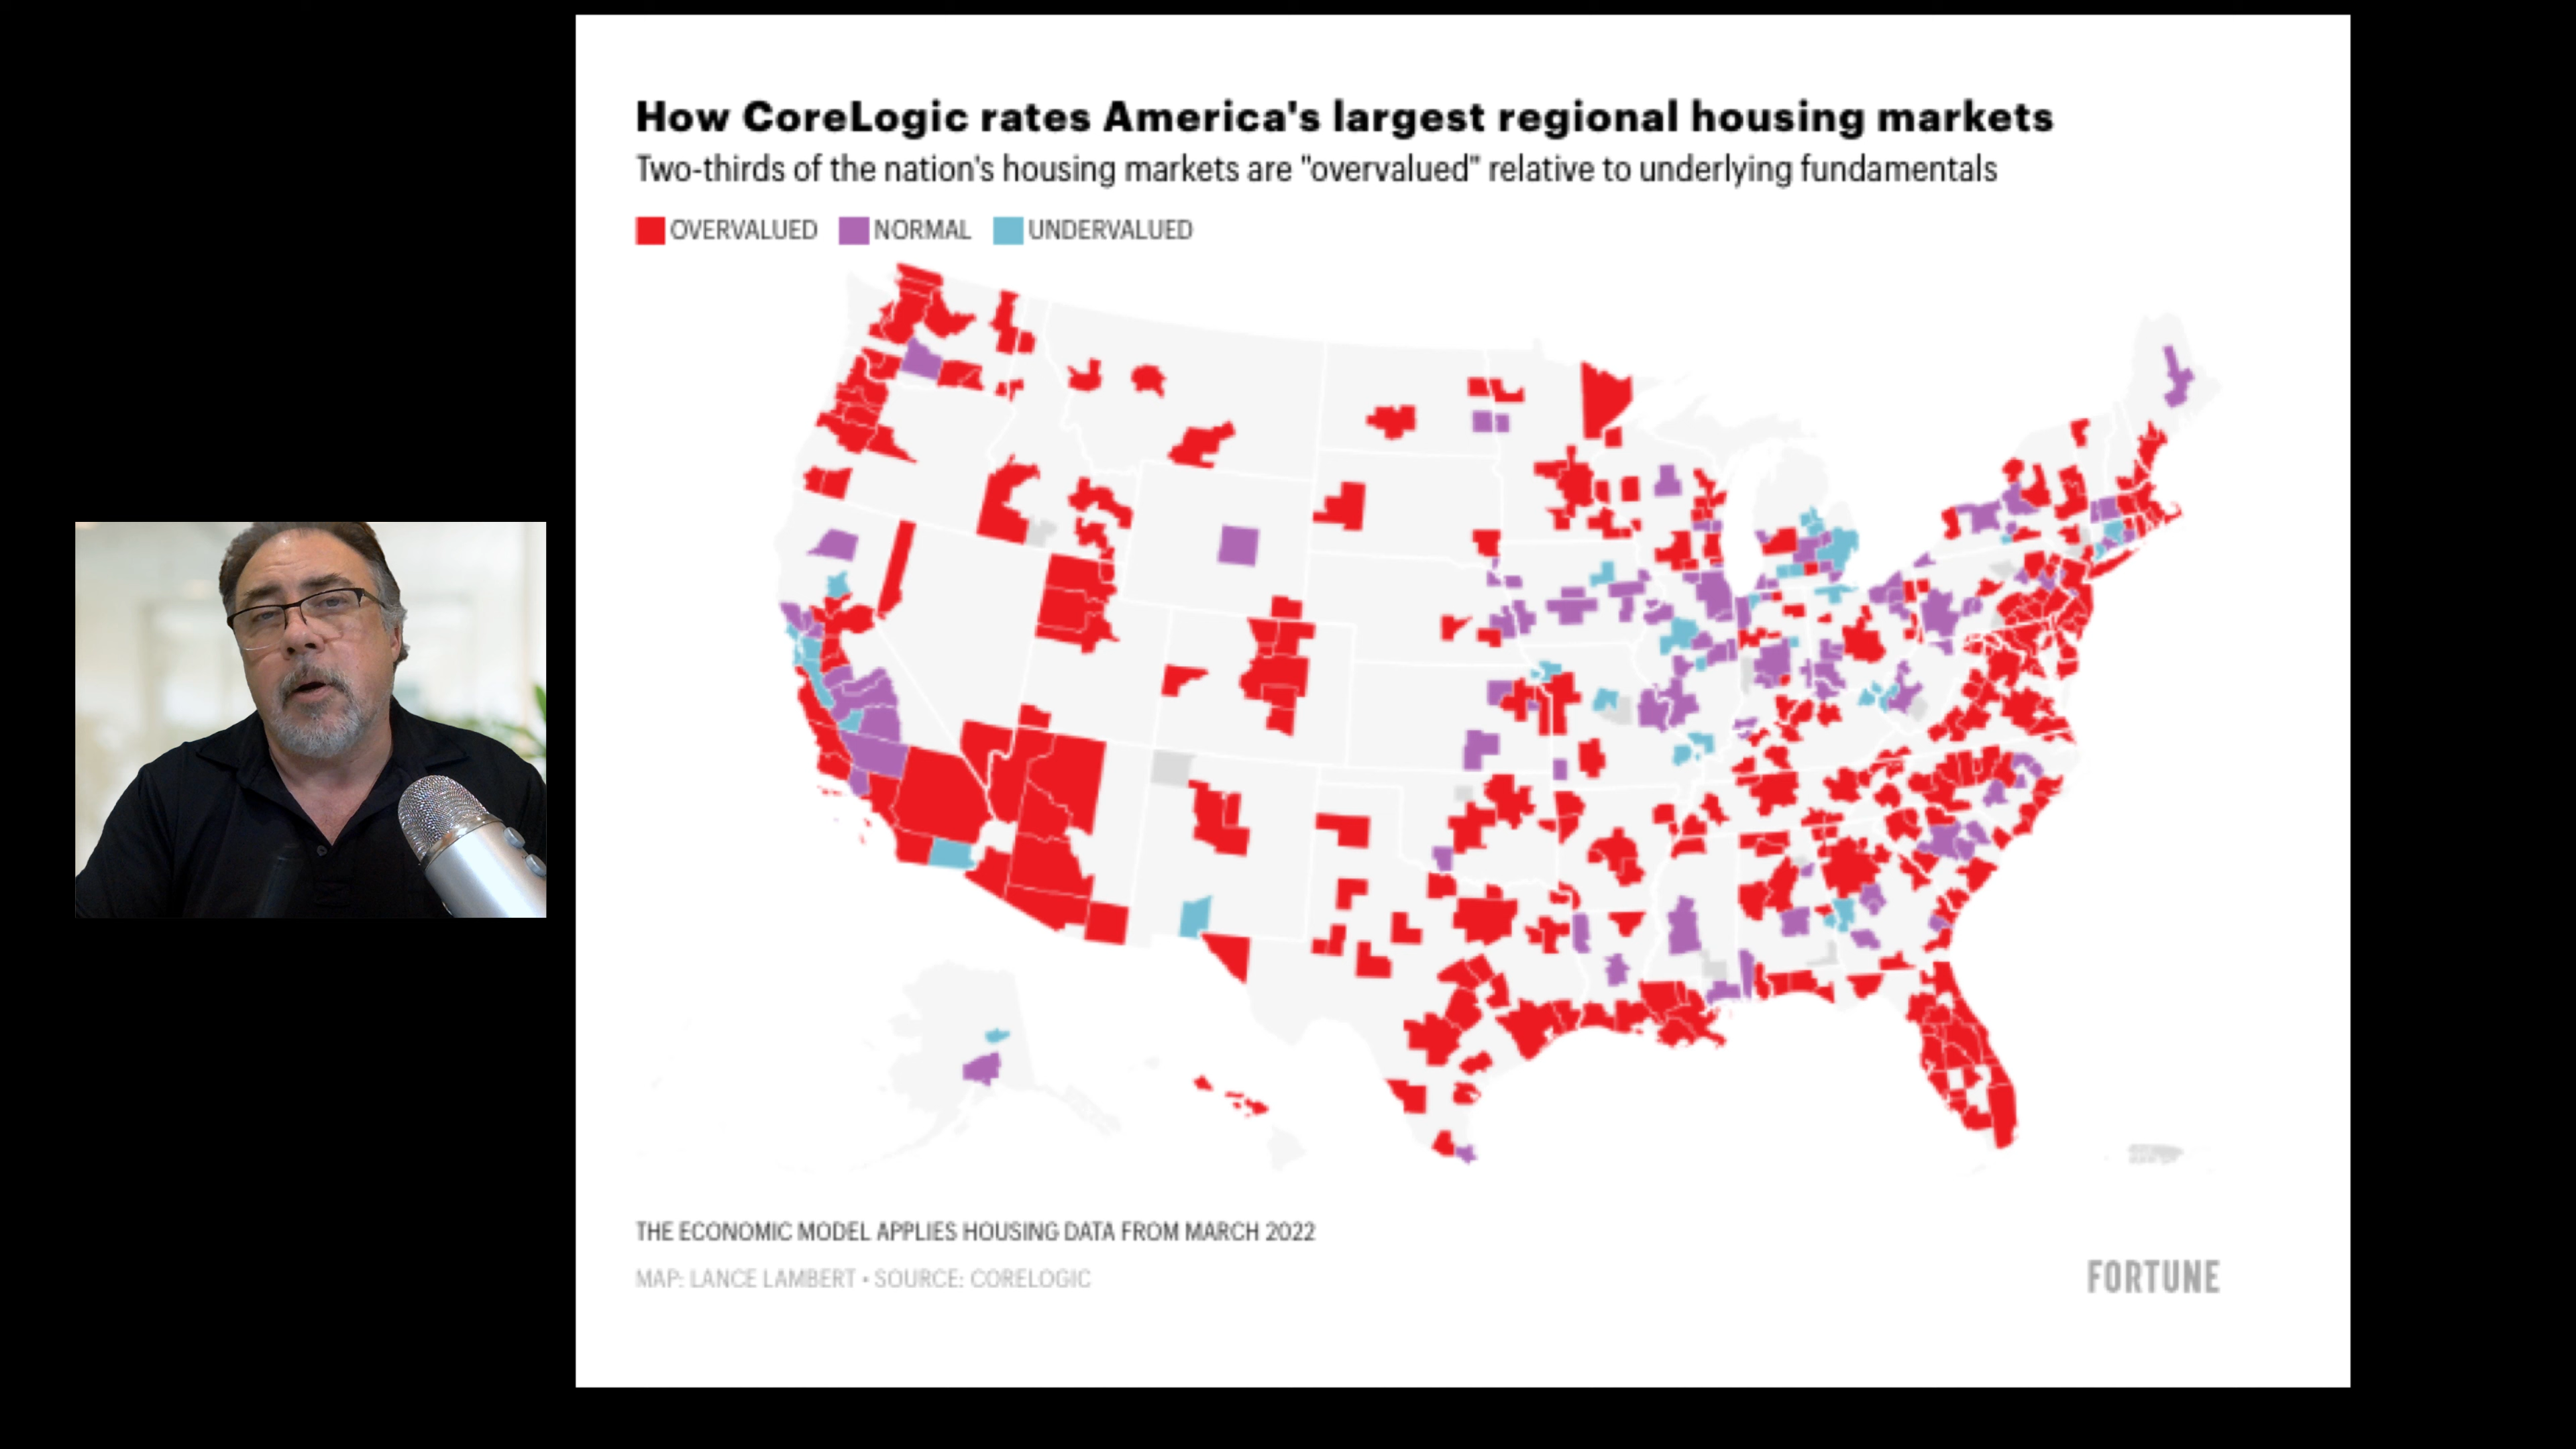 How CoreLogic rates America's largest regional housing markets
Two-thirds of the nation's housing markets are "overvalued" relative to underlying fundamentals
OVERVALUED NORMAL UNDERVALUED
THE ECONOMIC MODEL APPLIES HOUSING DATA FROM MARCH 2022
MAP: LANCE LAMBERT • SOURCE: CORELOGIC
FORTUNE